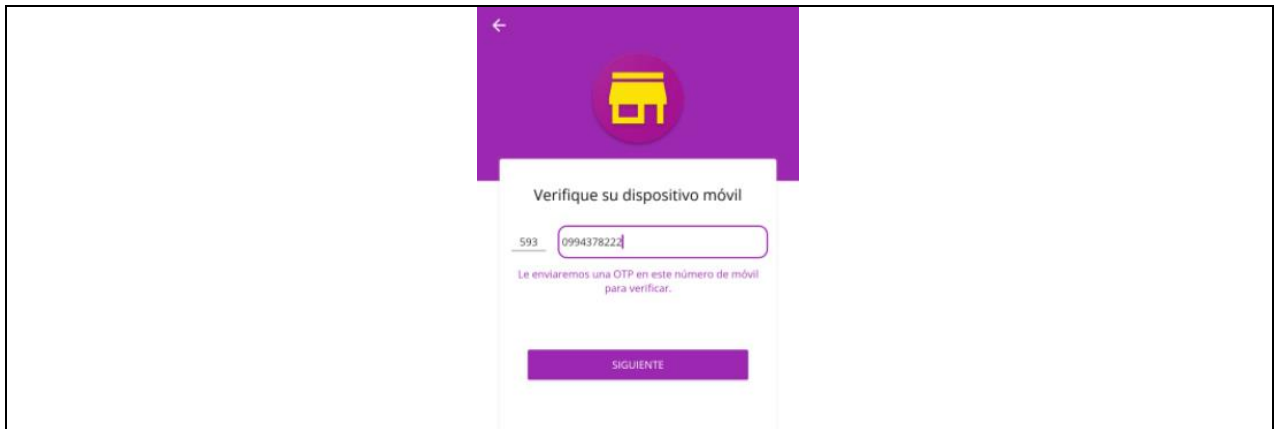 Verifique su dispositivo móvil
593 0994378222
Le enviaremos una OTP en este número de móvil
para verificar.
SIGUIENTE